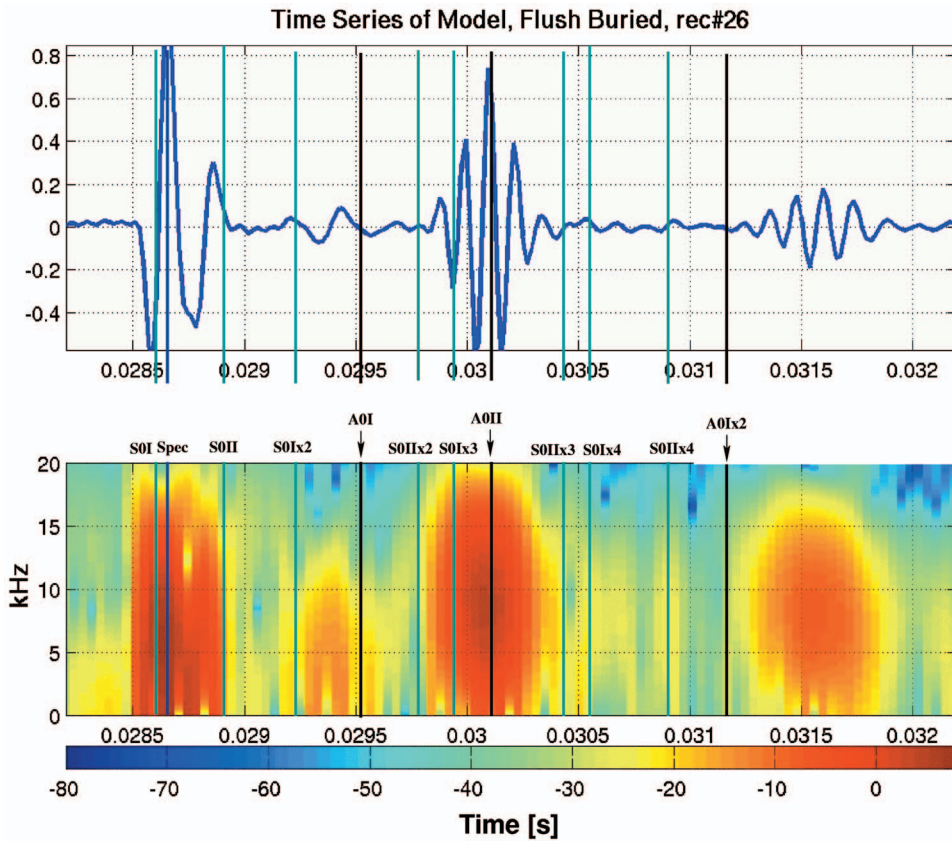 Time Series of Model, Flush Buried, rec#26
0.8
0.6
0.4
0.2
0
-0.2
-0.4
0.0285 0.029 0.0295 0.03 0.0305 0.031 0.0315 0.032
A0I A0II A0Ix2
S0I Spec S0II S0Ix2 S0IIx2 S0Ix3 S0IIx3 S0Ix4 S0IIx4
20
15
10
5
0
kHz
0.0285 0.029 0.0295 0.03 0.0305 0.031 0.0315 0.032
-80 -70 -60 -50 -40 -30 -20 -10 0
Time [s]